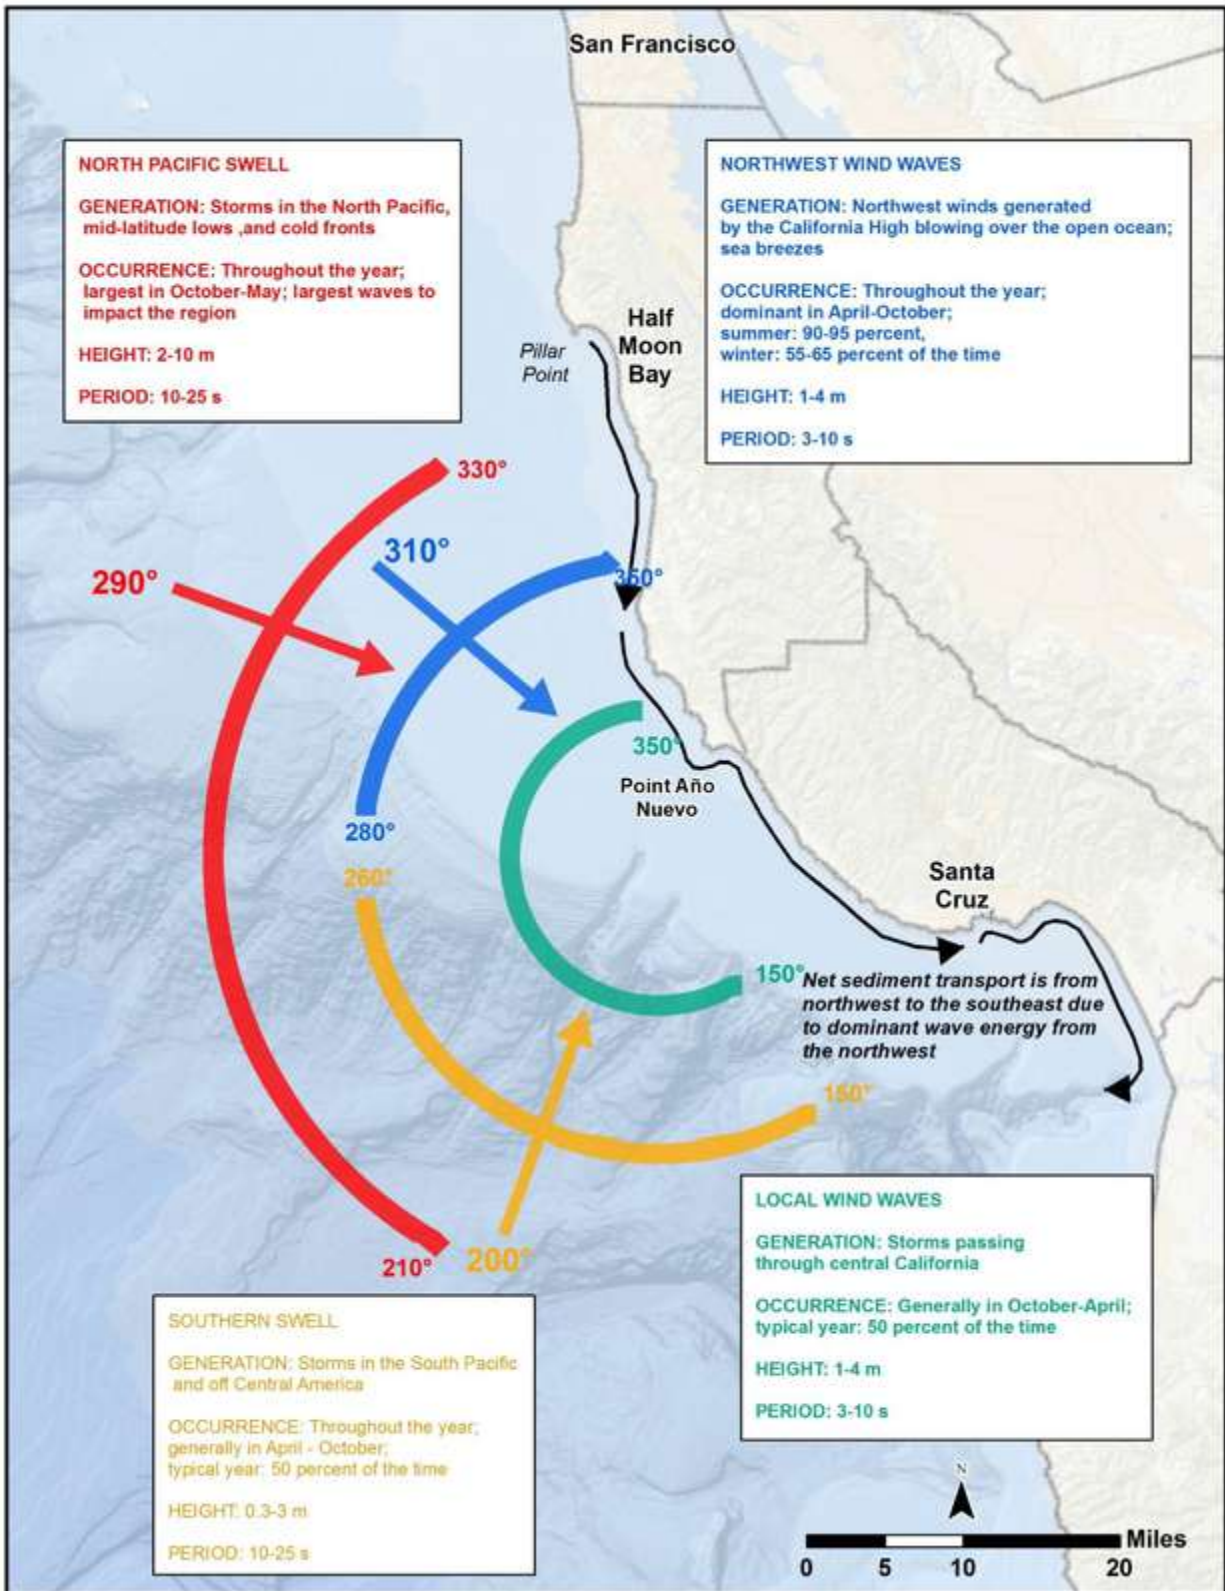 San Francisco
NORTH PACIFIC SWELL
GENERATION: Storms in the North Pacific,
mid-latitude lows ,and cold fronts
OCCURRENCE: Throughout the year;
largest in October-May; largest waves to
impact the region
HEIGHT: 2-10 m
PERIOD: 10-25 s
NORTHWEST WIND WAVES
GENERATION: Northwest winds generated
by the California High blowing over the open ocean;
sea breezes
OCCURRENCE: Throughout the year;
dominant in April-October;
summer: 90-95 percent,
winter: 55-65 percent of the time
HEIGHT: 1-4 m
PERIOD: 3-10 s
Half
Moon
Bay
Pillar
Point
330°
310°
290°
350°
350°
Point Año
Nuevo
280°
260°
Santa
Cruz
150°
Net sediment transport is from
northwest to the southeast due
to dominant wave energy from
the northwest
150°
200°
210°
LOCAL WIND WAVES
GENERATION: Storms passing
through central California
OCCURRENCE: Generally in October-April;
typical year: 50 percent of the time
HEIGHT: 1-4 m
PERIOD: 3-10 s
SOUTHERN SWELL
GENERATION: Storms in the South Pacific
and off Central America
OCCURRENCE: Throughout the year;
generally in April - October;
typical year: 50 percent of the time
HEIGHT: 0.3-3 m
PERIOD: 10-25 s
N
Miles
0 5 10 20